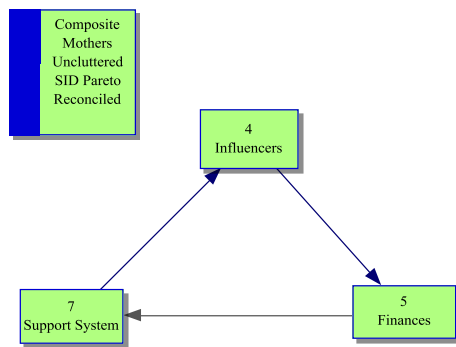 Composite
Mothers
Uncluttered
SID Pareto
Reconciled
4
Influencers
7
Support System
5
Finances